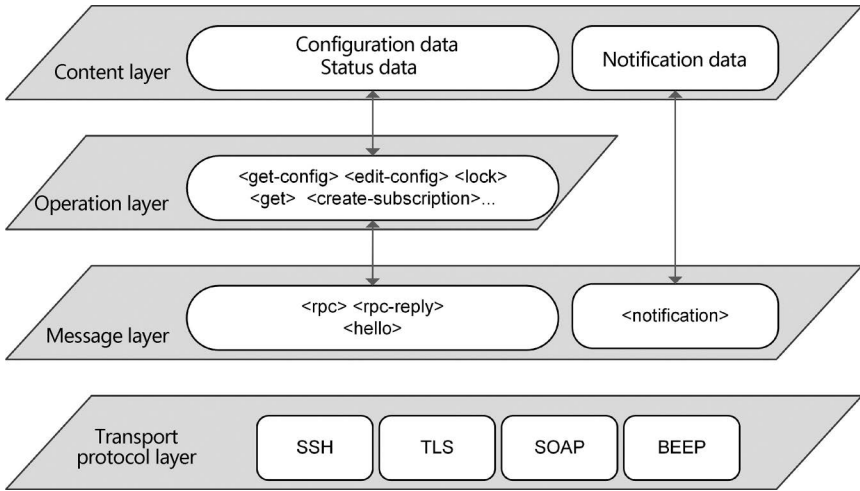 Content layer
Configuration data
Status data
Notification data
Operation layer
<get-config> <edit-config> <lock>
<get> <create-subscription>...
Message layer
<rpc> <rpc-reply>
<hello>
<notification>
Transport
protocol layer
SSH
TLS
SOAP
BEEP